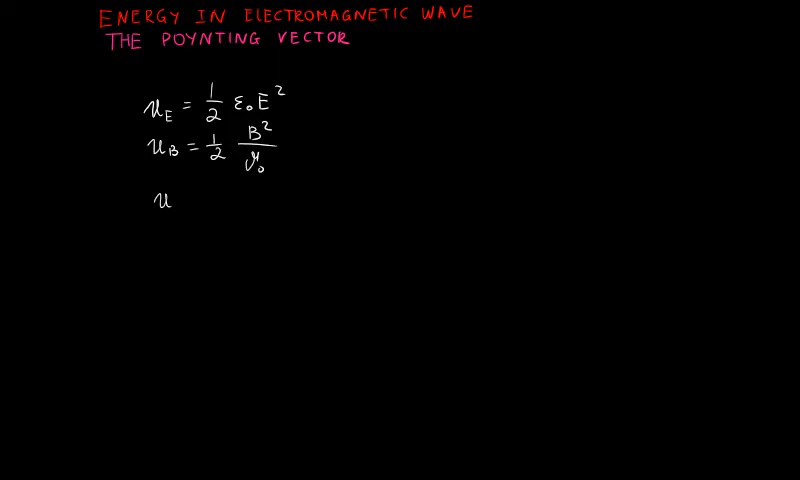 ENERGY IN ELECTROMAGNETIC WAVE
THE POYNTING VECTOR
u_E = 1/2 ε₀E²
u_B = 1/2 B²/μ₀
u